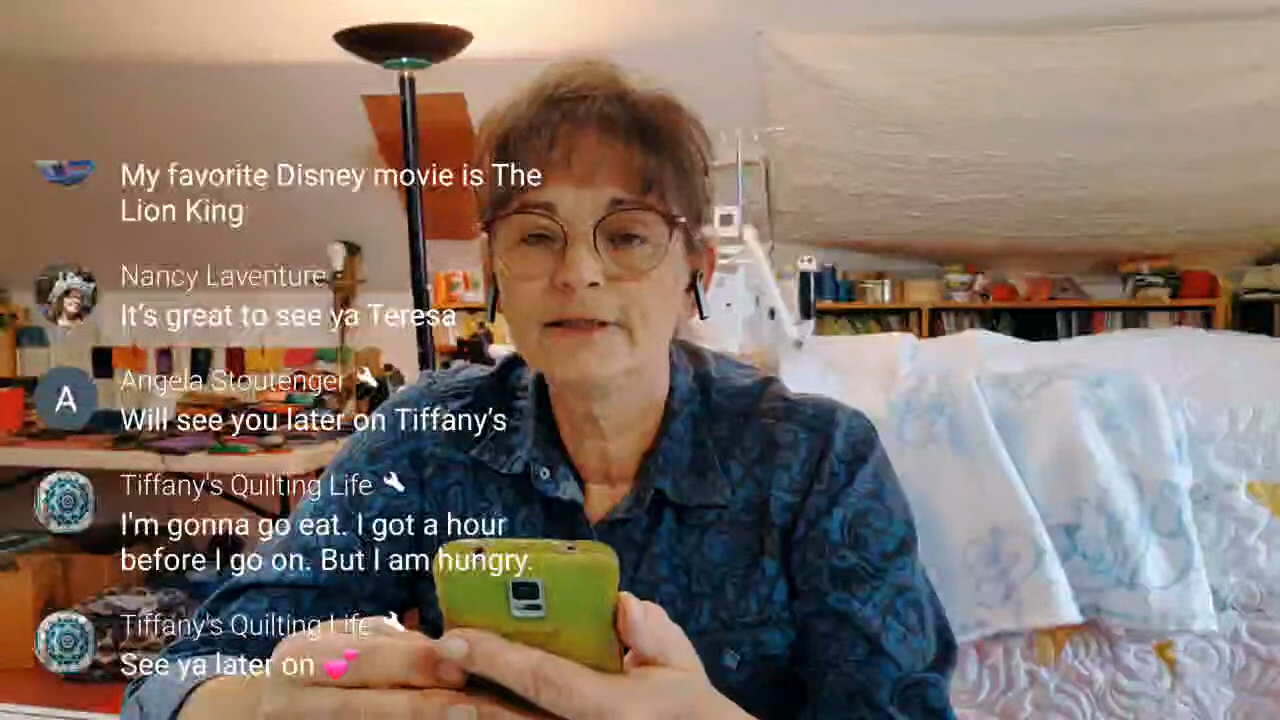 My favorite Disney movie is The
Lion King
Nancy Laventure
It's great to see ya Teresa
Angela Stoutenger
A
Will see you later on Tiffany's
Tiffany's Quilting Life
I'm gonna go eat. I got a hour
before I go on. But I am hungry.
Tiffany's Quilting Life
See ya later on